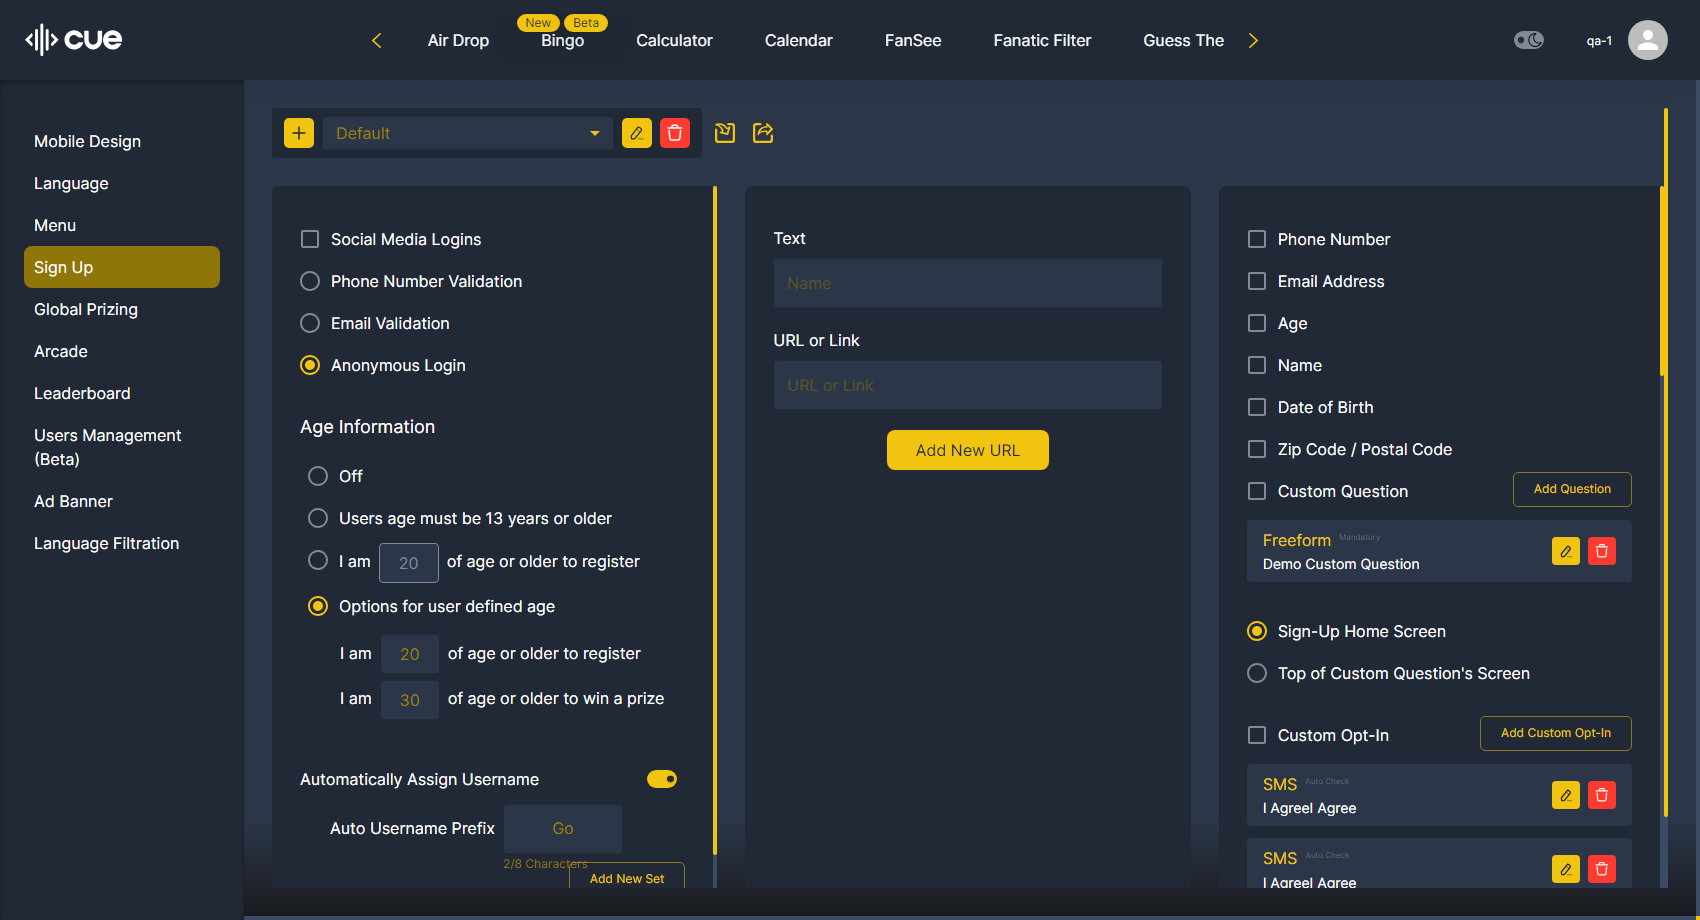 cue
Air Drop
New
Beta
Bingo
Calculator
Calendar
FanSee
Fanatic Filter
Guess The
qa-1
Mobile Design
Language
Menu
Sign Up
Global Prizing
Arcade
Leaderboard
Users Management
(Beta)
Ad Banner
Language Filtration
Default
Social Media Logins
Phone Number Validation
Email Validation
Anonymous Login
Age Information
Off
Users age must be 13 years or older
I am 20 of age or older to register
Options for user defined age
I am 20 of age or older to register
I am 30 of age or older to win a prize
Automatically Assign Username
Auto Username Prefix Go
2/8 Characters
Add New Set
Text
Name
URL or Link
URL or Link
Add New URL
Phone Number
Email Address
Age
Name
Date of Birth
Zip Code / Postal Code
Custom Question
Add Question
Freeform Mandatory
Demo Custom Question
Sign-Up Home Screen
Top of Custom Question's Screen
Custom Opt-In
Add Custom Opt-In
SMS Auto Check
I AgreeI Agree
SMS Auto Check
I AgreeI Agree